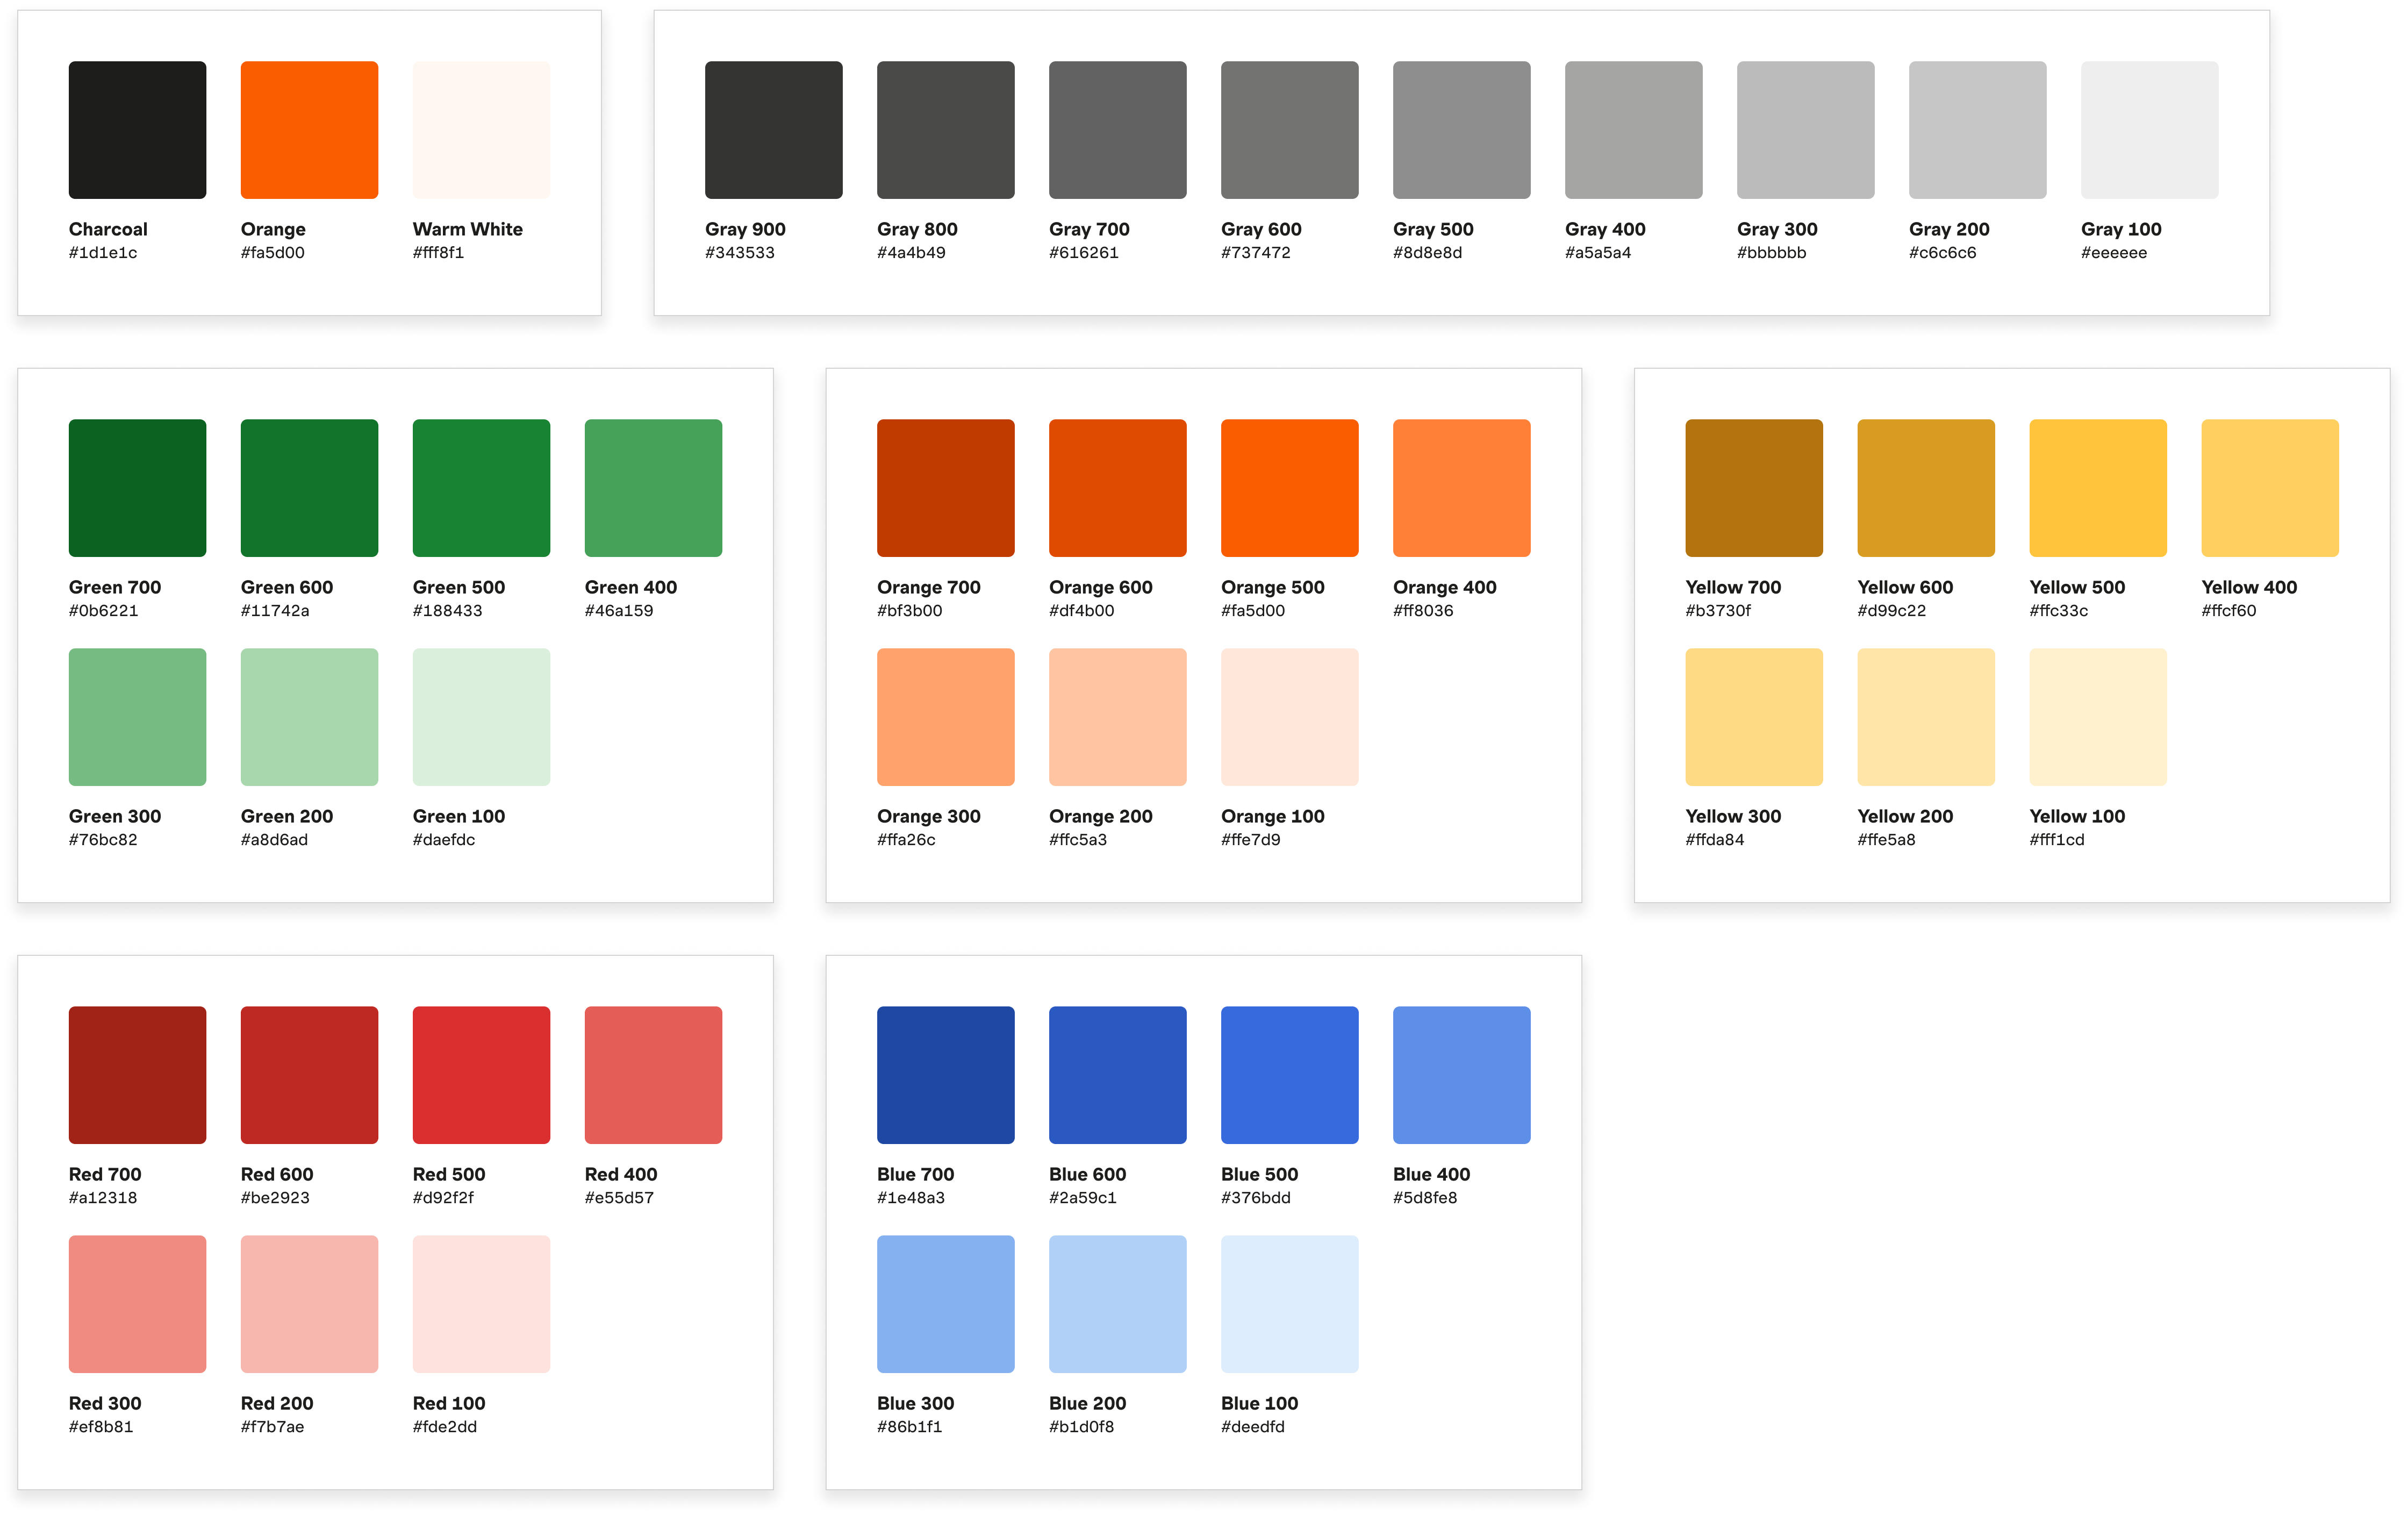 Charcoal
#1d1e1c
Orange
#fa5d00
Warm White
#fff8f1
Gray 900
#343533
Gray 800
#4a4b49
Gray 700
#616261
Gray 600
#737472
Gray 500
#8d8e8d
Gray 400
#a5a5a4
Gray 300
#bbbbbb
Gray 200
#c6c6c6
Gray 100
#eeeeee
Green 700
#0b6221
Green 600
#11742a
Green 500
#188433
Green 400
#46a159
Green 300
#76bc82
Green 200
#a8d6ad
Green 100
#daefdc
Orange 700
#bf3b00
Orange 600
#df4b00
Orange 500
#fa5d00
Orange 400
#ff8036
Orange 300
#ffa26c
Orange 200
#ffc5a3
Orange 100
#ffe7d9
Yellow 700
#b3730f
Yellow 600
#d99c22
Yellow 500
#ffc33c
Yellow 400
#ffcf60
Yellow 300
#ffda84
Yellow 200
#ffe5a8
Yellow 100
#fff1cd
Red 700
#a12318
Red 600
#be2923
Red 500
#d92f2f
Red 400
#e55d57
Red 300
#ef8b81
Red 200
#f7b7ae
Red 100
#fde2dd
Blue 700
#1e48a3
Blue 600
#2a59c1
Blue 500
#376bdd
Blue 400
#5d8fe8
Blue 300
#86b1f1
Blue 200
#b1d0f8
Blue 100
#deedfd